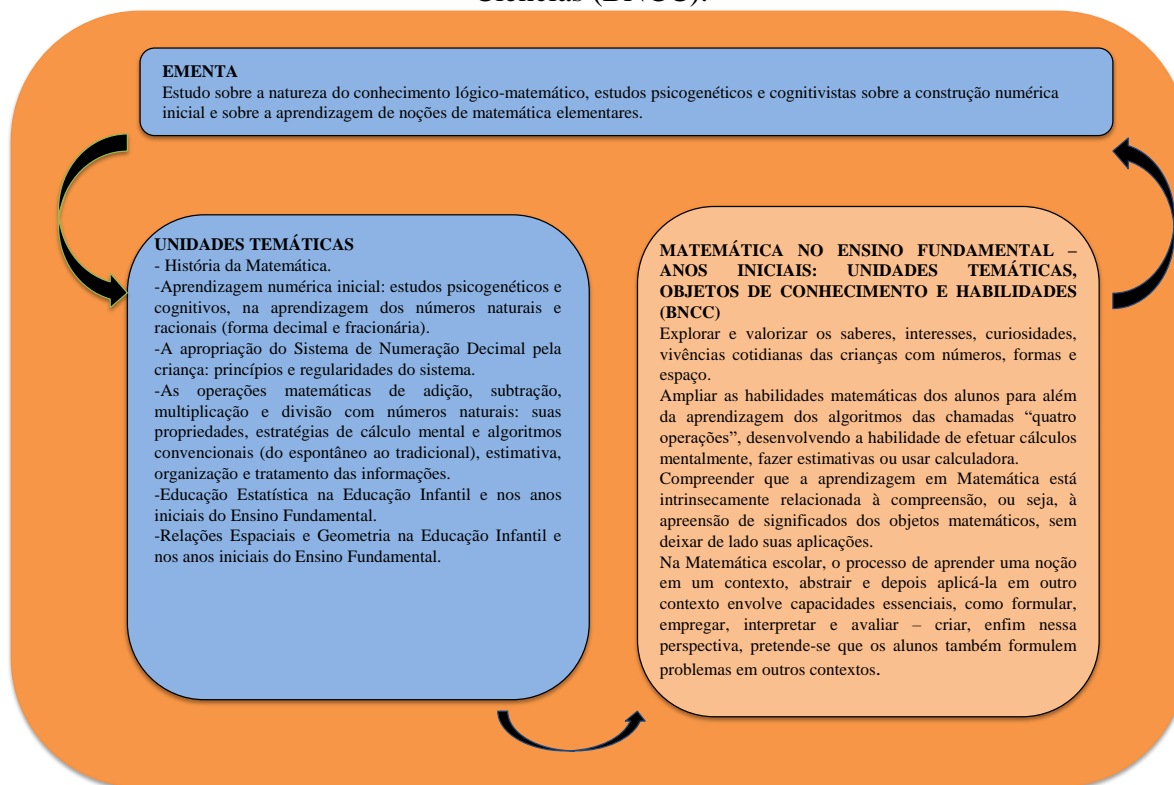 Ciências (BNCC).
EMENTA
Estudo sobre a natureza do conhecimento lógico-matemático, estudos psicogenéticos e cognitivistas sobre a construção numérica
inicial e sobre a aprendizagem de noções de matemática elementares.
UNIDADES TEMÁTICAS
- História da Matemática.
-Aprendizagem numérica inicial: estudos psicogenéticos e
cognitivos, na aprendizagem dos números naturais e
racionais (forma decimal e fracionária).
-A apropriação do Sistema de Numeração Decimal pela
criança: princípios e regularidades do sistema.
-As operações matemáticas de adição, subtração,
multiplicação e divisão com números naturais: suas
propriedades, estratégias de cálculo mental e algoritmos
convencionais (do espontâneo ao tradicional), estimativa,
organização e tratamento das informações.
-Educação Estatística na Educação Infantil e nos anos
iniciais do Ensino Fundamental.
-Relações Espaciais e Geometria na Educação Infantil e
nos anos iniciais do Ensino Fundamental.
MATEMÁTICA NO ENSINO FUNDAMENTAL –
ANOS INICIAIS: UNIDADES TEMÁTICAS,
OBJETOS DE CONHECIMENTO E HABILIDADES
(BNCC)
Explorar e valorizar os saberes, interesses, curiosidades,
vivências cotidianas das crianças com números, formas e
espaço.
Ampliar as habilidades matemáticas dos alunos para além
da aprendizagem dos algoritmos das chamadas “quatro
operações”, desenvolvendo a habilidade de efetuar cálculos
mentalmente, fazer estimativas ou usar calculadora.
Compreender que a aprendizagem em Matemática está
intrinsecamente relacionada à compreensão, ou seja, à
apreensão de significados dos objetos matemáticos, sem
deixar de lado suas aplicações.
Na Matemática escolar, o processo de aprender uma noção
em um contexto, abstrair e depois aplicá-la em outro
contexto envolve capacidades essenciais, como formular,
empregar, interpretar e avaliar – criar, enfim nessa
perspectiva, pretende-se que os alunos também formulem
problemas em outros contextos.